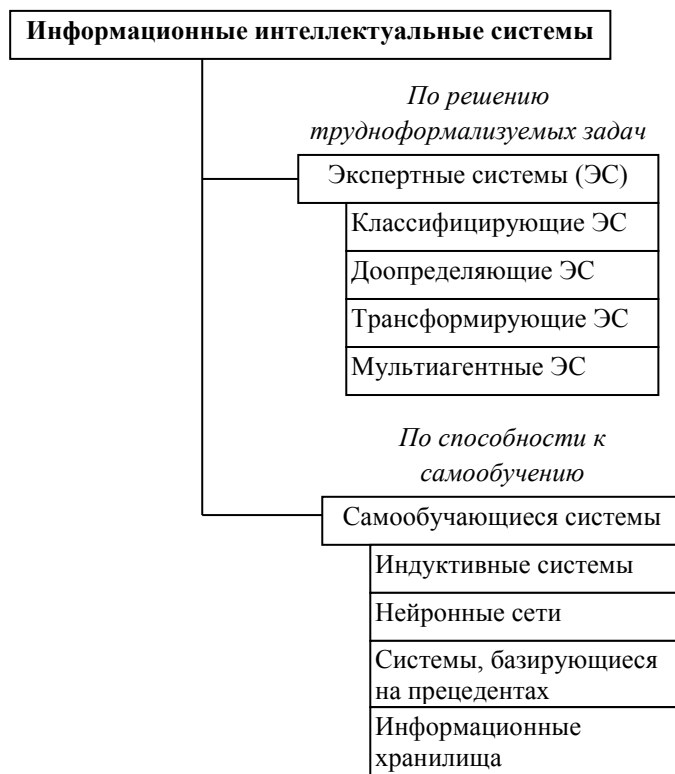 Информационные интеллектуальные системы
По решению
трудноформализуемых задач
Экспертные системы (ЭС)
Классифицирующие ЭС
Доопределяющие ЭС
Трансформирующие ЭС
Мультиагентные ЭС
По способности к
самообучению
Самообучающиеся системы
Индуктивные системы
Нейронные сети
Системы, базирующиеся
на прецедентах
Информационные
хранилища